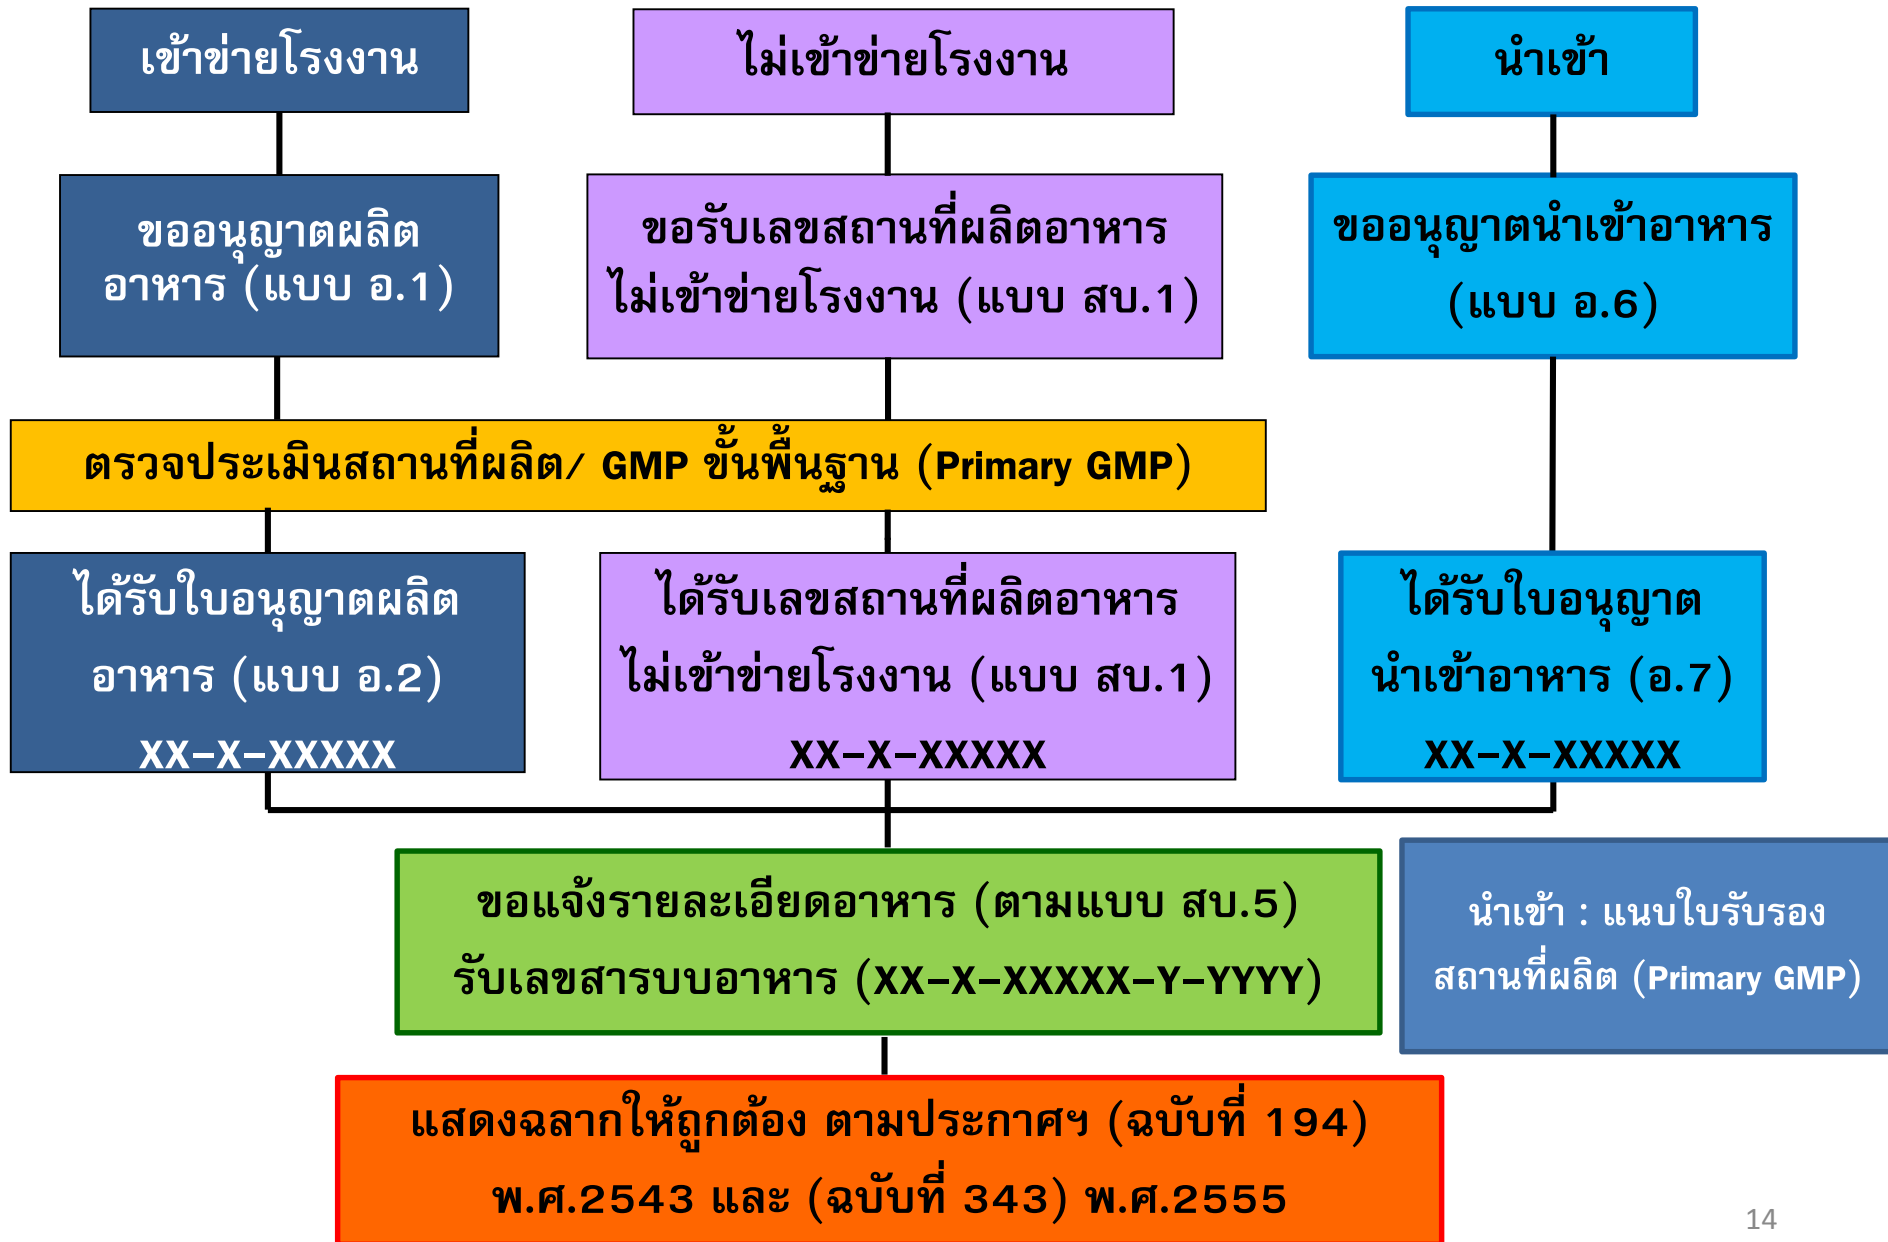 เข้าข่ายโรงงาน
ไม่เข้าข่ายโรงงาน
นำเข้า
ขออนุญาตผลิต
อาหาร (แบบ อ.1)
ขอรับเลขสถานที่ผลิตอาหาร
ไม่เข้าข่ายโรงงาน (แบบ สบ.1)
ขออนุญาตนำเข้าอาหาร
(แบบ อ.6)
ตรวจประเมินสถานที่ผลิต/ GMP ขั้นพื้นฐาน (Primary GMP)
ได้รับใบอนุญาตผลิต
อาหาร (แบบ อ.2)
XX-X-XXXXX
ได้รับเลขสถานที่ผลิตอาหาร
ไม่เข้าข่ายโรงงาน (แบบ สบ.1)
XX-X-XXXXX
ได้รับใบอนุญาต
นำเข้าอาหาร (อ.7)
XX-X-XXXXX
ขอแจ้งรายละเอียดอาหาร (ตามแบบ สบ.5)
รับเลขสารบบอาหาร (XX-X-XXXXX-Y-YYYY)
นำเข้า : แนบใบรับรอง
สถานที่ผลิต (Primary GMP)
แสดงฉลากให้ถูกต้อง ตามประกาศฯ (ฉบับที่ 194)
พ.ศ.2543 และ (ฉบับที่ 343) พ.ศ.2555
14